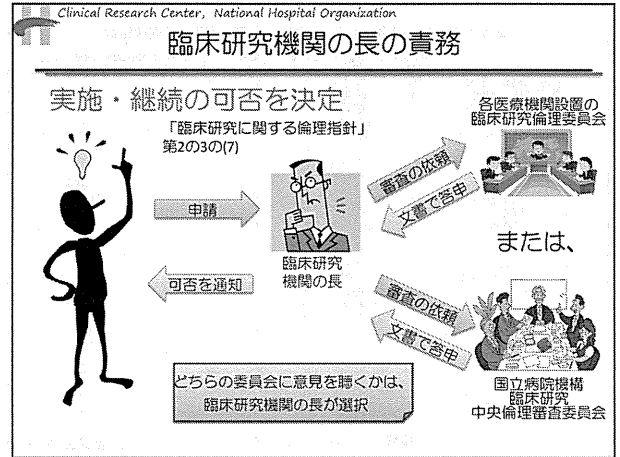 Clinical Research Center, National Hospital Organization
臨床研究機関の長の責務
実施・継続の可否を決定
「臨床研究に関する倫理指針」
第2の3の(7)
申請
可否を通知
臨床研究
機関の長
審査の依頼
文書で答申
各医療機関設置の
臨床研究倫理委員会
または、
審査の依頼
文書で答申
国立病院機構
臨床研究
中央倫理審査委員会
どちらの委員会に意見を聴くかは、
臨床研究機関の長が選択